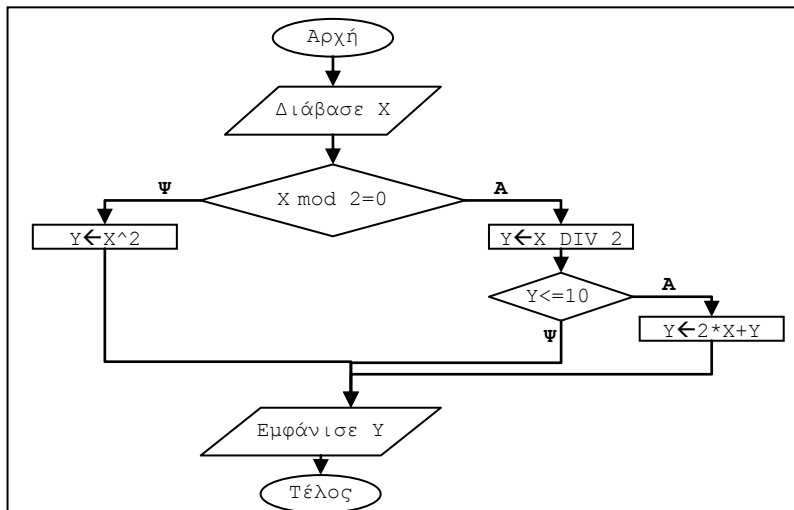 Αρχή
Διάβασε X
Ψ
X mod 2=0
Α
Y←X^2
Y←X DIV 2
Y<=10
Α
Ψ
Y←2*X+Y
Εμφάνισε Y
Τέλος